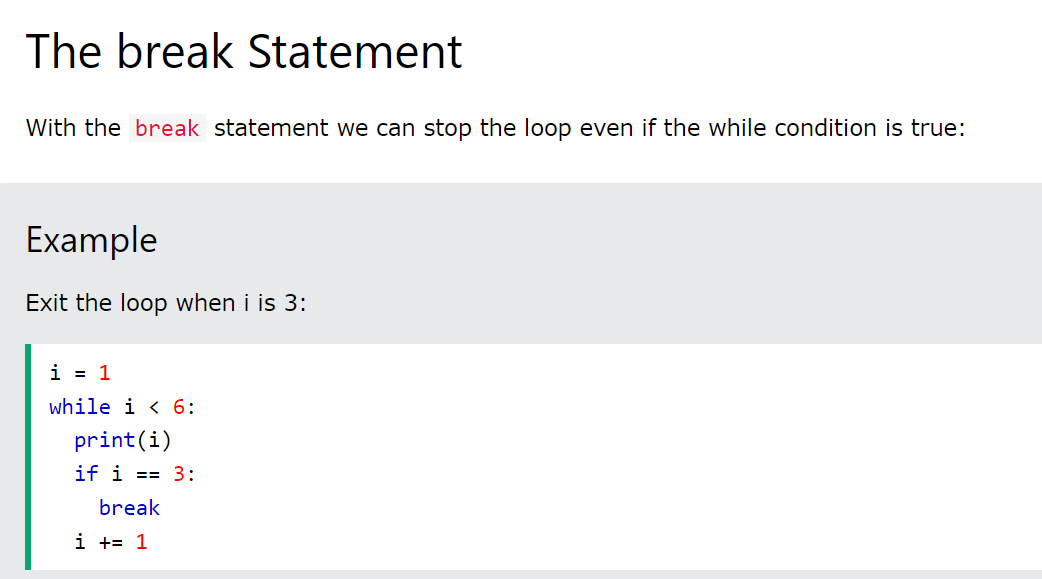 The break Statement
With the break statement we can stop the loop even if the while condition is true:
Example
Exit the loop when i is 3:
i = 1
while i < 6:
  print(i)
  if i == 3:
    break
  i += 1